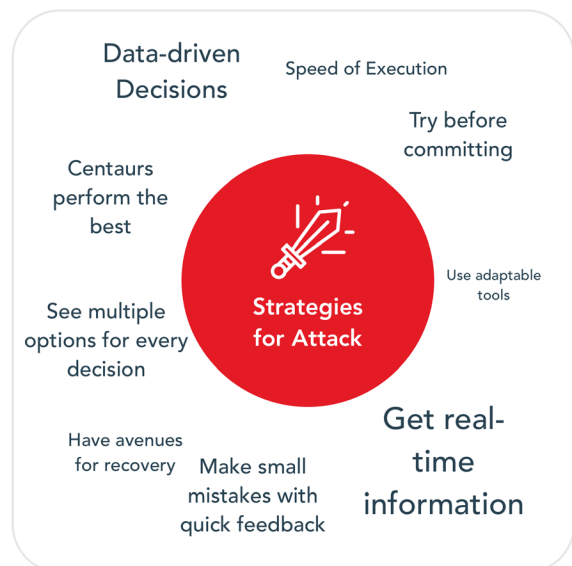 Data-driven
Decisions
Speed of Execution
Try before
committing
Centaurs
perform the
best
Use adaptable
tools
Strategies
for Attack
See multiple
options for every
decision
Get real-
time
information
Have avenues
for recovery
Make small
mistakes with
quick feedback